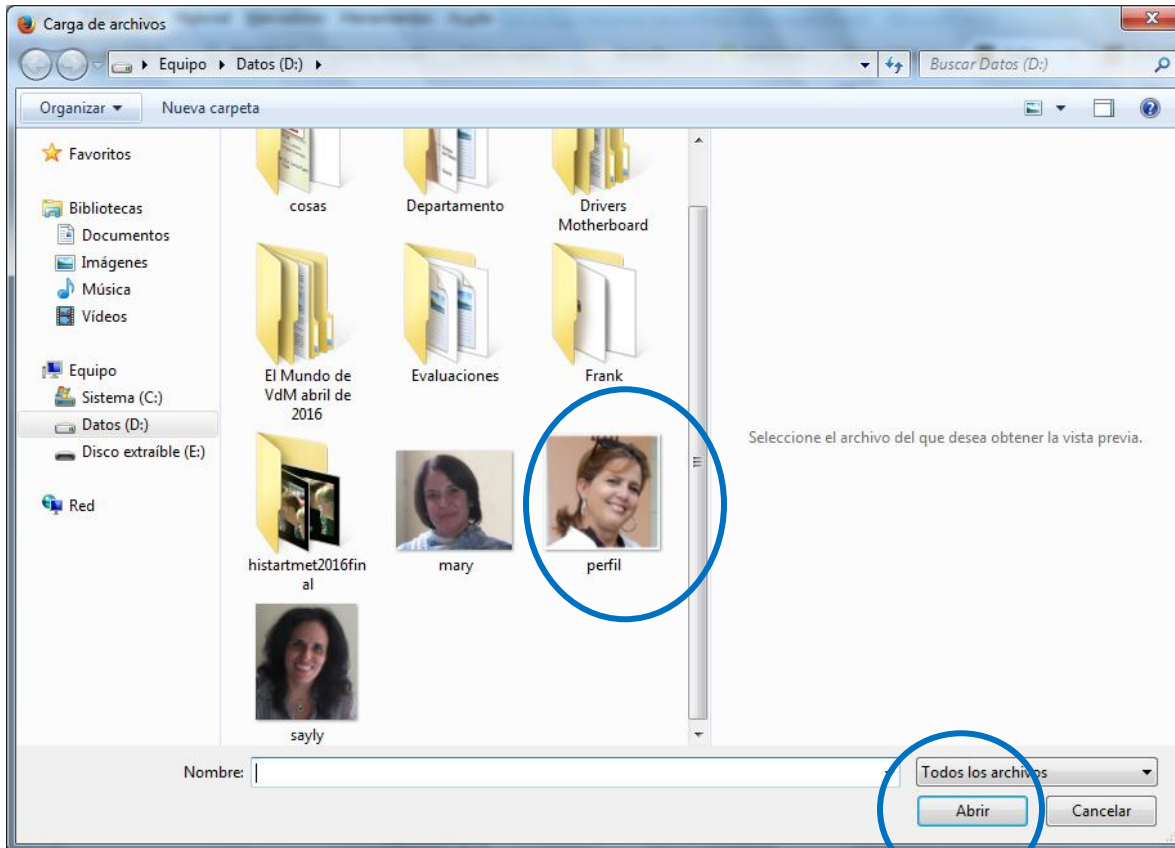 Carga de archivos
Equipo
Datos (D:)
Buscar Datos (D:)
Organizar
Nueva carpeta
Favoritos
Bibliotecas
Documentos
Imágenes
Música
Vídeos
Equipo
Sistema (C:)
Datos (D:)
Disco extraíble (E:)
Red
cosas
Departamento
Drivers
Motherboard
El Mundo de
VdM abril de
2016
Evaluaciones
Frank
histartmet2016fin
al
mary
perfil
sayly
Seleccione el archivo del que desea obtener la vista previa.
Nombre:
Todos los archivos
Abrir
Cancelar